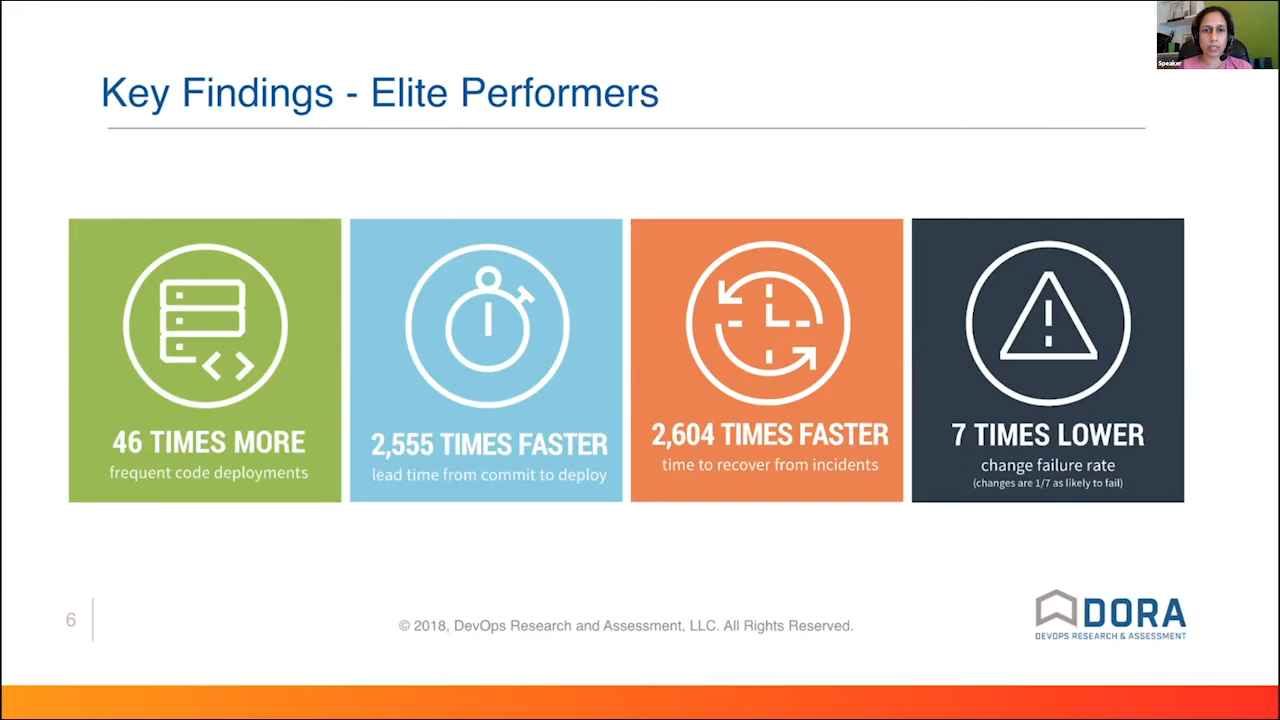 Speaker
Key Findings - Elite Performers
46 TIMES MORE
frequent code deployments
2,555 TIMES FASTER
lead time from commit to deploy
2,604 TIMES FASTER
time to recover from incidents
7 TIMES LOWER
change failure rate
(changes are 1/7 as likely to fail)
6
© 2018, DevOps Research and Assessment, LLC. All Rights Reserved.
DORA
DEVOPS RESEARCH & ASSESSMENT